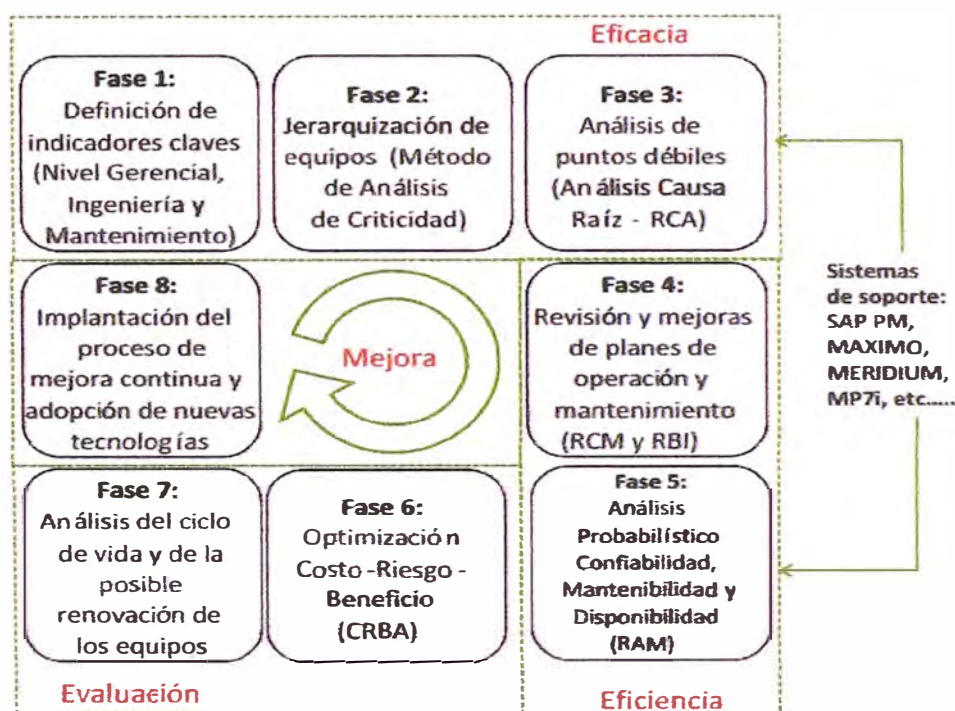 Eficacia
Fase 1:
Definición de
indicadores claves
(Nivel Gerencial,
Ingeniería y
Mantenimiento)
Fase 2:
Jerarquización de
equipos (Método
de Análisis
de Criticidad)
Fase 3:
Análisis de
puntos débiles
(Análisis Causa
Raíz - RCA)
Fase 8:
Implantación del
proceso de
mejora continua y
adopción de nuevas
tecnologías
Mejora
Fase 4:
Revisión y mejoras
de planes de
operación y
mantenimiento
(RCM y RBI)
Sistemas
de soporte:
SAP PM,
MAXIMO,
MERIDIUM,
MP7i, etc.....
Fase 7:
Análisis del ciclo
de vida y de la
posible
renovación de
los equipos
Fase 6:
Optimización
Costo -Riesgo -
Beneficio
(CRBA)
Fase 5:
Análisis
Probabilístico
Confiabilidad,
Mantenibilidad y
Disponibilidad
(RAM)
Evaluación
Eficiencia